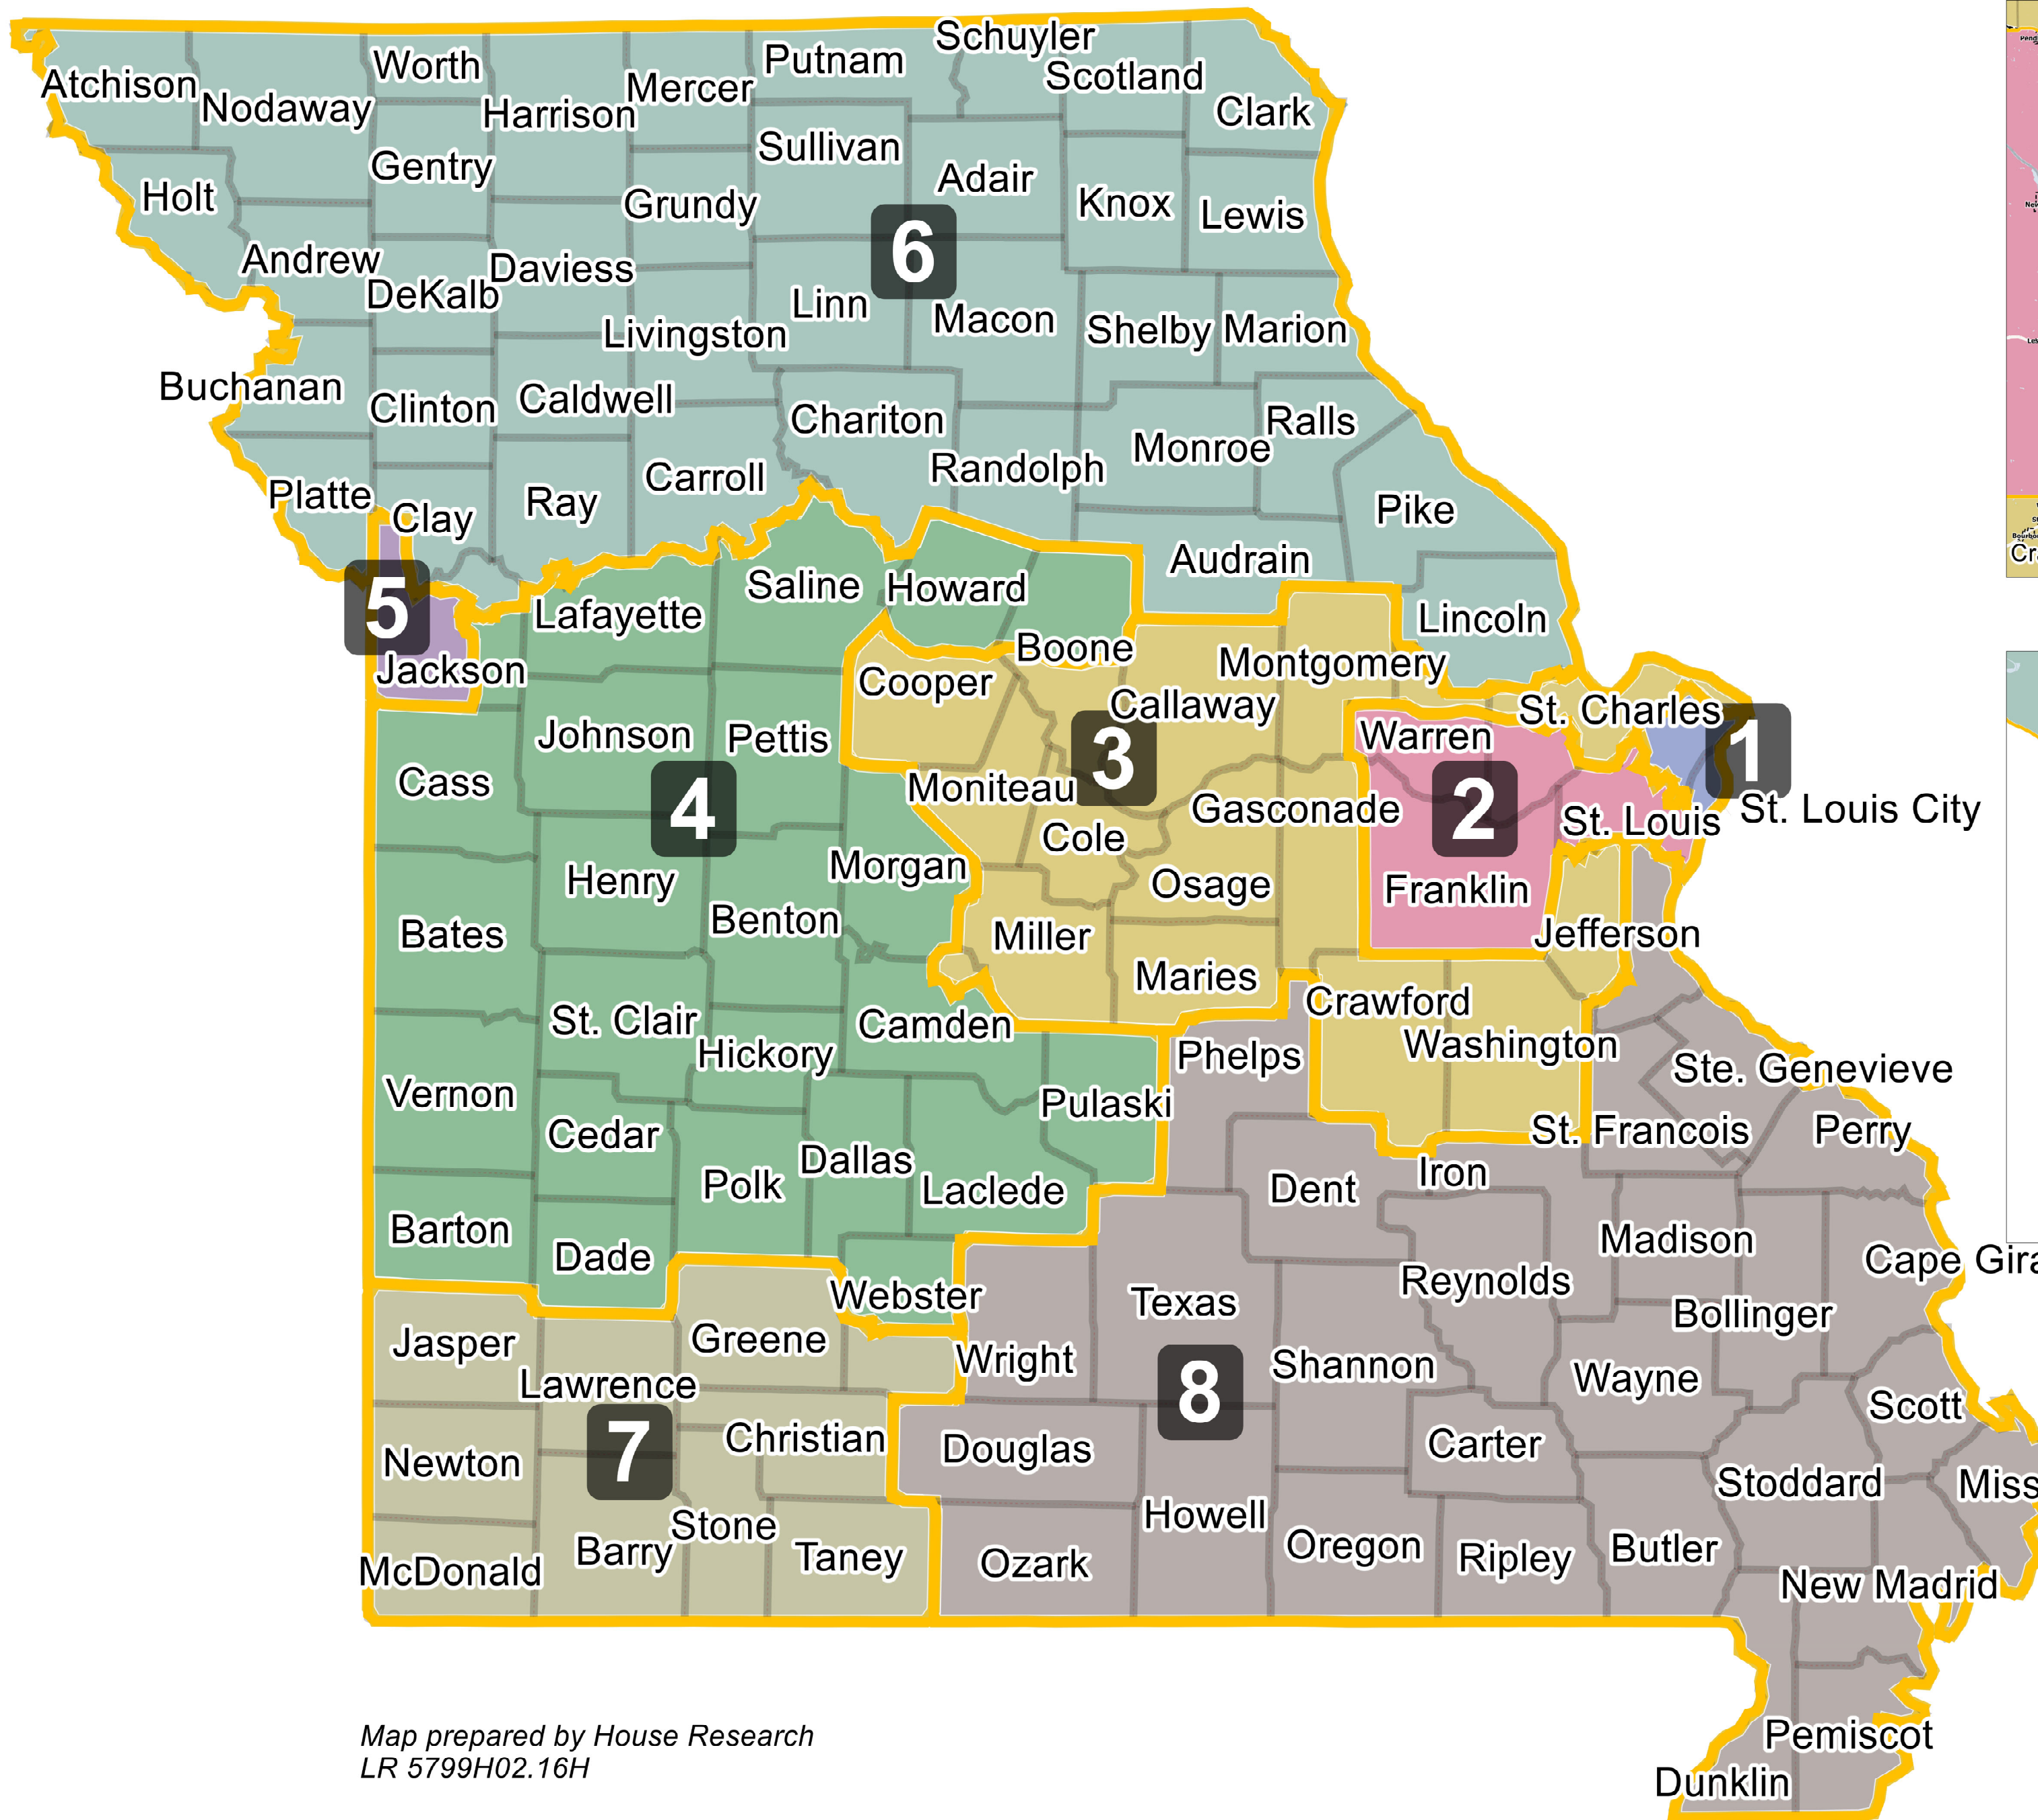 Schuyler
Worth
Putnam
Scotland
Atchison
Mercer
Nodaway
Harrison
Clark
Sullivan
Gentry
Adair
Holt
Grundy
Knox
Lewis
6
Andrew
Daviess
DeKalb
Linn
Macon
Livingston
Shelby
Marion
Buchanan
Clinton
Caldwell
Chariton
Ralls
Monroe
Randolph
Carroll
Platte
Ray
Pike
Clay
Audrain
Saline
Howard
5
Lafayette
Lincoln
Boone
Jackson
Montgomery
Cooper
Callaway
St. Charles
Johnson
Pettis
Warren
1
3
Cass
Moniteau
4
2
Gasconade
St. Louis City
St. Louis
Cole
Morgan
Henry
Osage
Franklin
Benton
Bates
Miller
Jefferson
Maries
Crawford
St. Clair
Camden
Washington
Hickory
Phelps
Ste. Genevieve
Vernon
Pulaski
Cedar
St. Francois
Perry
Dallas
Iron
Polk
Laclede
Dent
Barton
Madison
Dade
Cape Gira
Reynolds
Webster
Texas
Bollinger
Jasper
Greene
Wright
Shannon
Lawrence
8
Wayne
Scott
Christian
7
Douglas
Carter
Newton
Stoddard
Miss
Howell
Stone
Barry
Taney
Ozark
Oregon
Ripley
Butler
McDonald
New Madrid
Pemiscot
Dunklin
Map prepared by House Research
LR 5799H02.16H